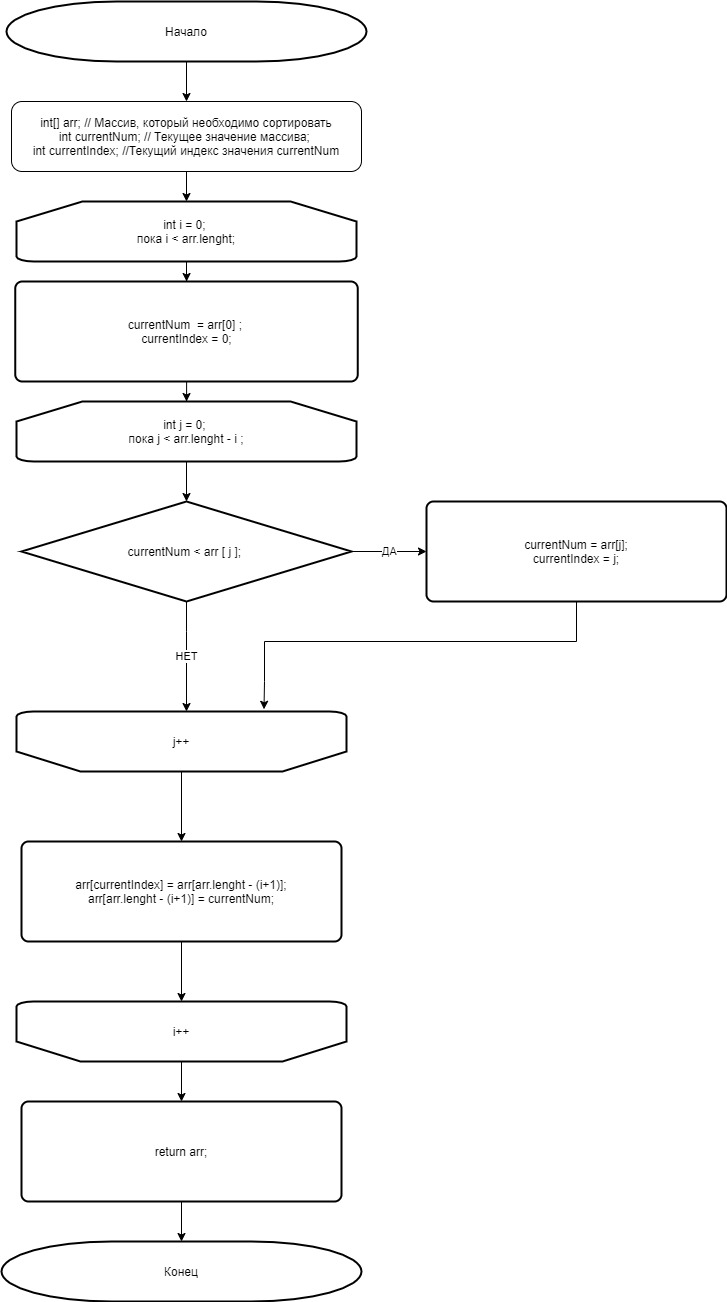 Начало
int[] arr; // Массив, который необходимо сортировать
int currentNum; // Текущее значение массива;
int currentIndex; //Текущий индекс значения currentNum
int i = 0;
пока i < arr.lenght;
currentNum = arr[0] ;
currentIndex = 0;
int j = 0;
пока j < arr.lenght - i ;
currentNum < arr [ j ];
ДА
currentNum = arr[j];
currentIndex = j;
НЕТ
j++
arr[currentIndex] = arr[arr.lenght - (i+1)];
arr[arr.lenght - (i+1)] = currentNum;
i++
return arr;
Конец